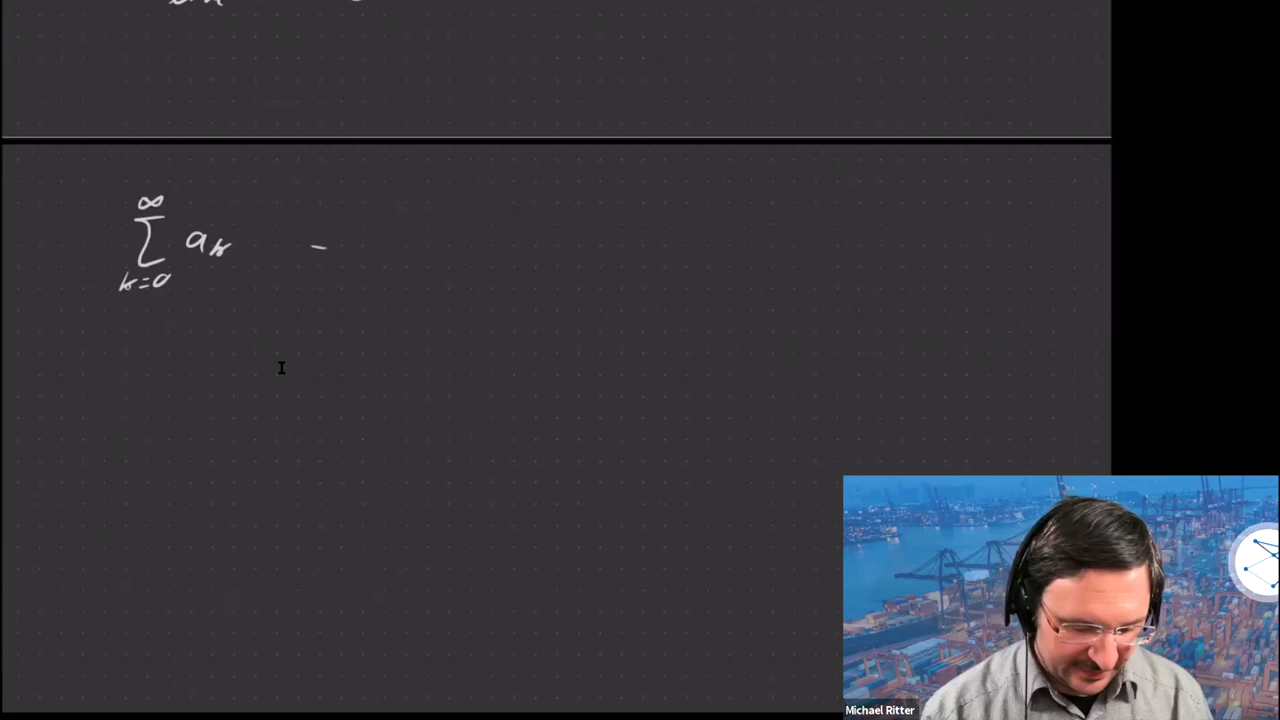 ∞
∑ a_k -
k=0
Michael Ritter